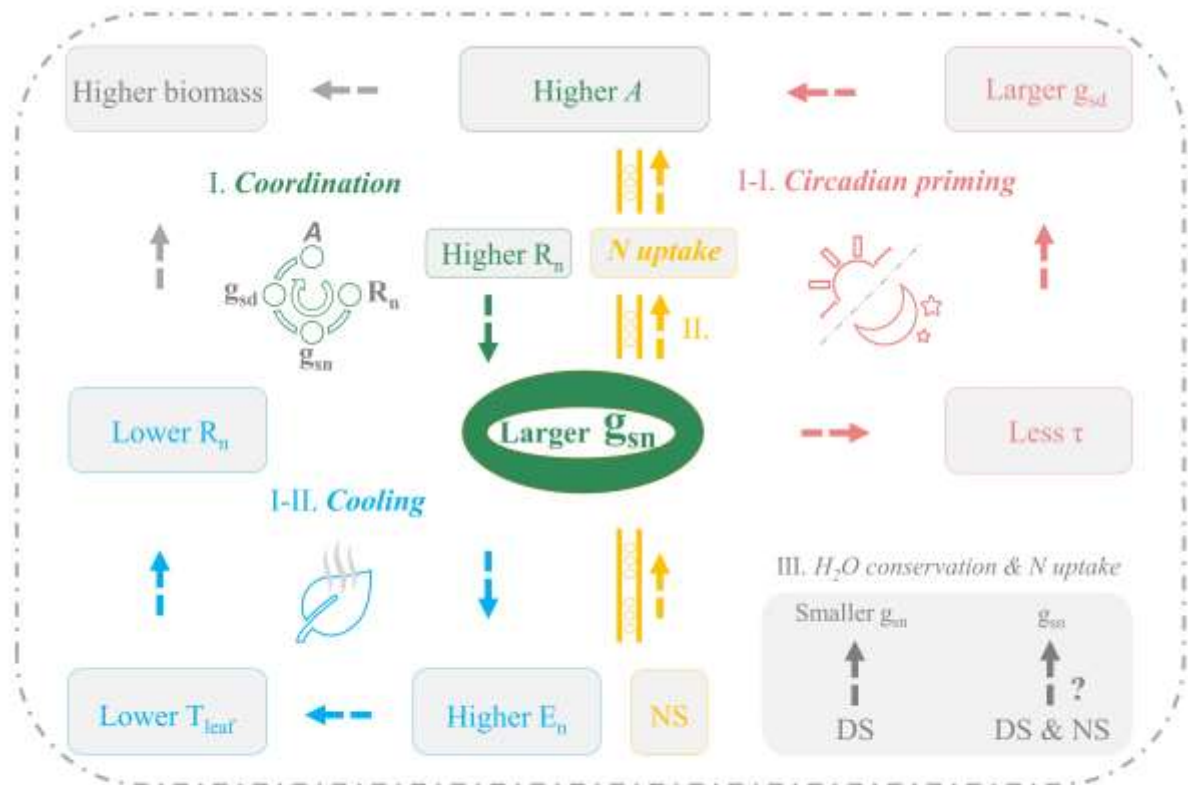 Higher biomass
Higher A
Larger gsd
I. Coordination
I-I. Circadian priming
A
gsd
Rn
gsn
Higher Rn
N uptake
II.
Lower Rn
Larger gsn
Less τ
I-II. Cooling
III. H2O conservation & N uptake
Smaller gsn
gsn
?
DS
DS & NS
Lower Tleaf
Higher En
NS